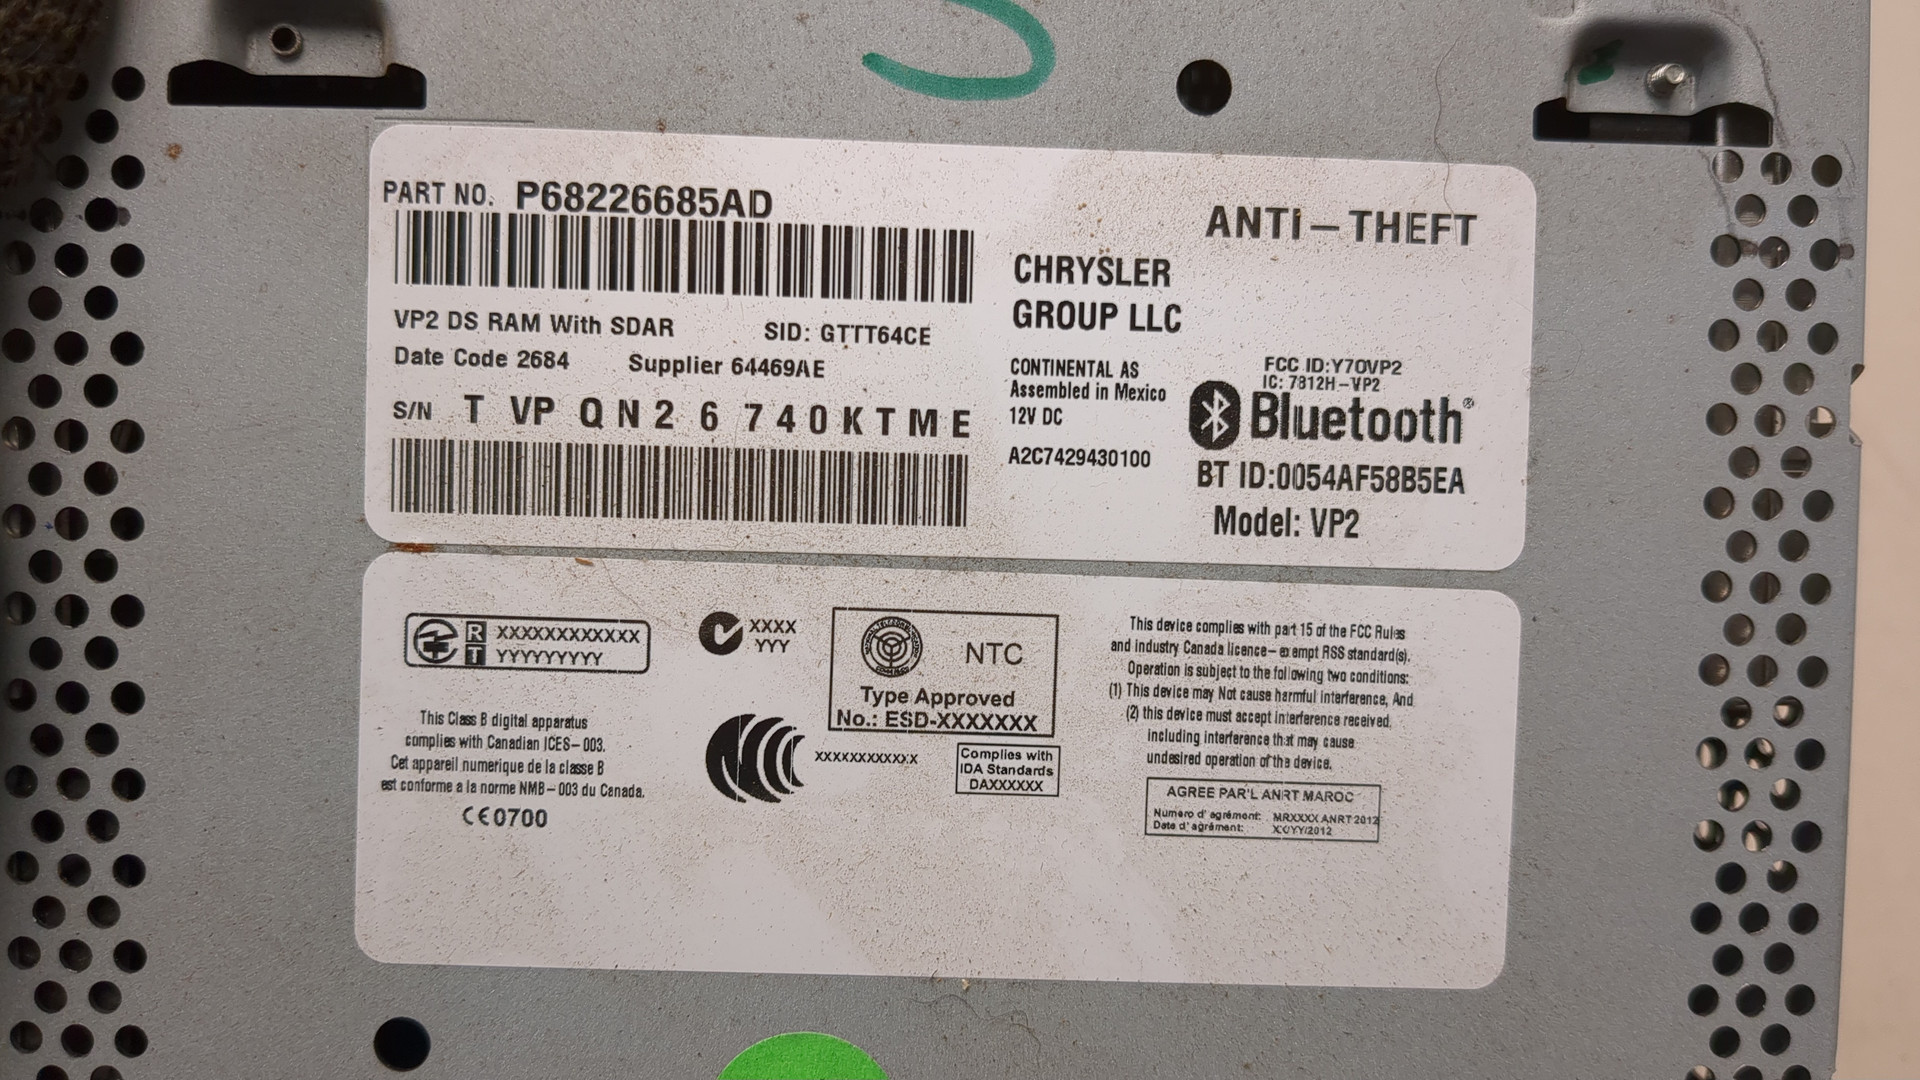 PART NO. P68226685AD
VP2 DS RAM With SDAR SID: GTTT64CE
Date Code 2684 Supplier 64469AE
S/N T VP QN2 6 740KTME
ANTI-THEFT
CHRYSLER
GROUP LLC
CONTINENTAL AS
Assembled in Mexico
12V DC
A2C7429430100
FCC ID:Y70VP2
IC: 7812H-VP2
Bluetooth®
BT ID:0054AF58B5EA
Model: VP2
R XXXXXXXXXXXX
T YYYYYYYYY
This Class B digital apparatus
complies with Canadian ICES-003.
Cet appareil numerique de la classe B
est conforme a la norme NMB-003 du Canada.
CE0700
XXXX
YYY
XXXXXXXXXXX
NTC
Type Approved
No.: ESD-XXXXXXX
Complies with
IDA Standards
DAXXXXXX
This device complies with part 15 of the FCC Rules
and industry Canada licence-exempt RSS standard(s).
Operation is subject to the following two conditions:
(1) This device may Not cause harmful interference, And
(2) this device must accept interference received,
including interference that may cause
undesired operation of the device.
AGREE PAR'L ANRT MAROC
Numero d' agrément: MRXXXX ANRT 2012
Date d' agrément: